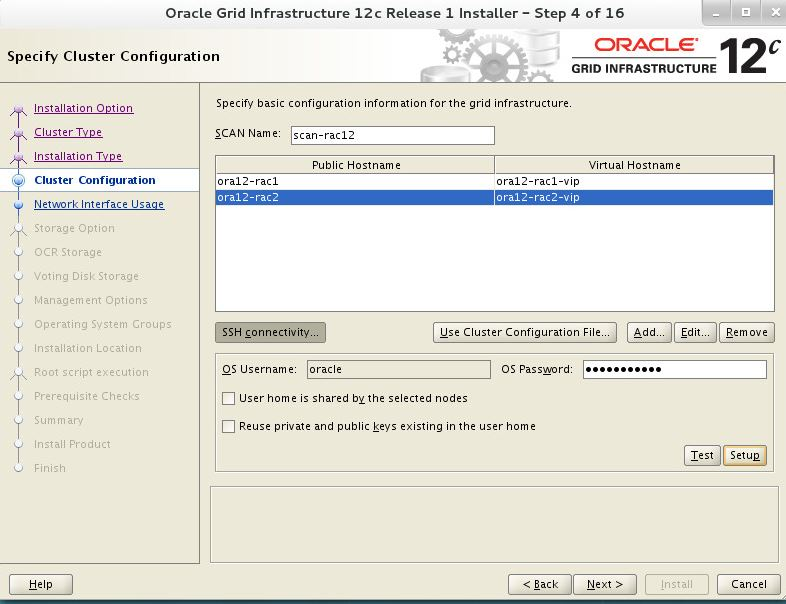 Oracle Grid Infrastructure 12c Release 1 Installer – Step 4 of 16
Specify Cluster Configuration
ORACLE® 12c
GRID INFRASTRUCTURE
Installation Option
Cluster Type
Installation Type
Cluster Configuration
Network Interface Usage
Storage Option
OCR Storage
Voting Disk Storage
Management Options
Operating System Groups
Installation Location
Root script execution
Prerequisite Checks
Summary
Install Product
Finish
Specify basic configuration information for the grid infrastructure.
SCAN Name: scan-rac12
Public Hostname Virtual Hostname
ora12-rac1 ora12-rac1-vip
ora12-rac2 ora12-rac2-vip
SSH connectivity... Use Cluster Configuration File... Add... Edit... Remove
OS Username: oracle OS Password: ●●●●●●●●●●●
User home is shared by the selected nodes
Reuse private and public keys existing in the user home
Test Setup
Help < Back Next > Install Cancel